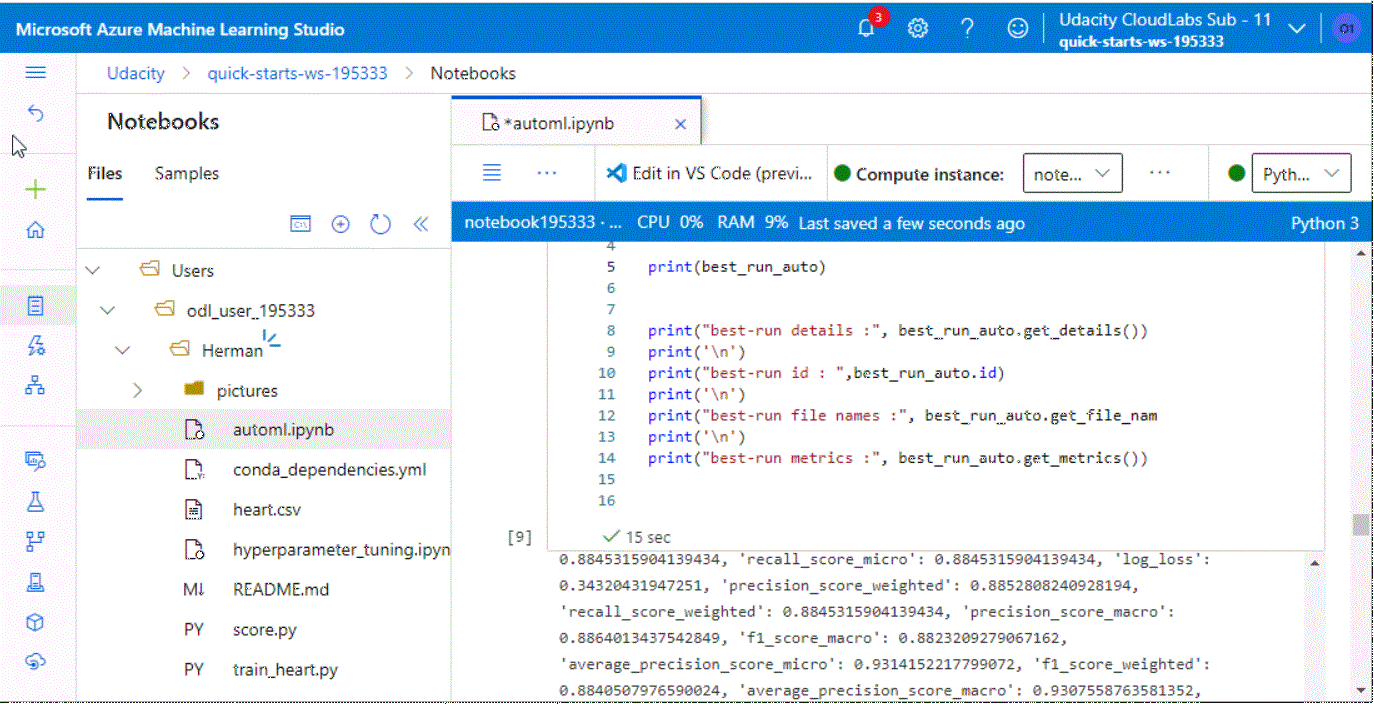 Microsoft Azure Machine Learning Studio
3
Udacity CloudLabs Sub - 11
quick-starts-ws-195333
O1
Udacity > quick-starts-ws-195333 > Notebooks
Notebooks
*automl.ipynb
Files Samples
Edit in VS Code (previ... Compute instance: note... ... Pyth...
notebook195333 · ... CPU 0% RAM 9% Last saved a few seconds ago Python 3
Users
odl_user_195333
Herman
pictures
automl.ipynb
conda_dependencies.yml
heart.csv
hyperparameter_tuning.ipyn
M↓ README.md
PY score.py
PY train_heart.py
4
5 print(best_run_auto)
6
7
8 print("best-run details :", best_run_auto.get_details())
9 print('\n')
10 print("best-run id : ",best_run_auto.id)
11 print('\n')
12 print("best-run file names :", best_run_auto.get_file_nam
13 print('\n')
14 print("best-run metrics :", best_run_auto.get_metrics())
15
16
[9] 15 sec
0.8845315904139434, 'recall_score_micro': 0.8845315904139434, 'log_loss':
0.34320431947251, 'precision_score_weighted': 0.8852808240928194,
'recall_score_weighted': 0.8845315904139434, 'precision_score_macro':
0.8864013437542849, 'f1_score_macro': 0.8823209279067162,
'average_precision_score_micro': 0.9314152217799072, 'f1_score_weighted':
0.8840507976590024, 'average_precision_score_macro': 0.9307558763581352,